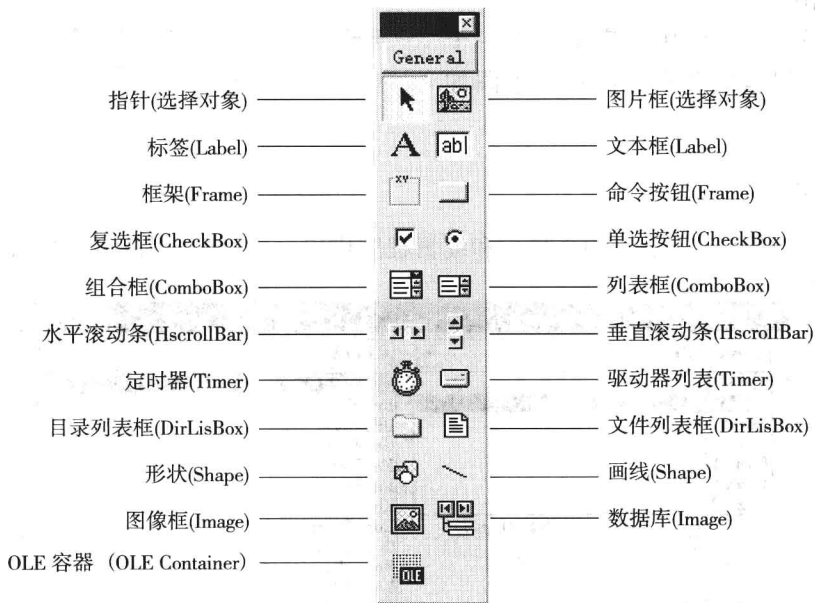 General
指针(选择对象)
图片框(选择对象)
标签(Label)
A
ab
文本框(Label)
框架(Frame)
XY
命令按钮(Frame)
复选框(CheckBox)
单选按钮(CheckBox)
组合框(ComboBox)
列表框(ComboBox)
水平滚动条(HscrollBar)
垂直滚动条(HscrollBar)
定时器(Timer)
驱动器列表(Timer)
目录列表框(DirLisBox)
文件列表框(DirLisBox)
形状(Shape)
画线(Shape)
图像框(Image)
数据库(Image)
OLE 容器（OLE Container）
OLE